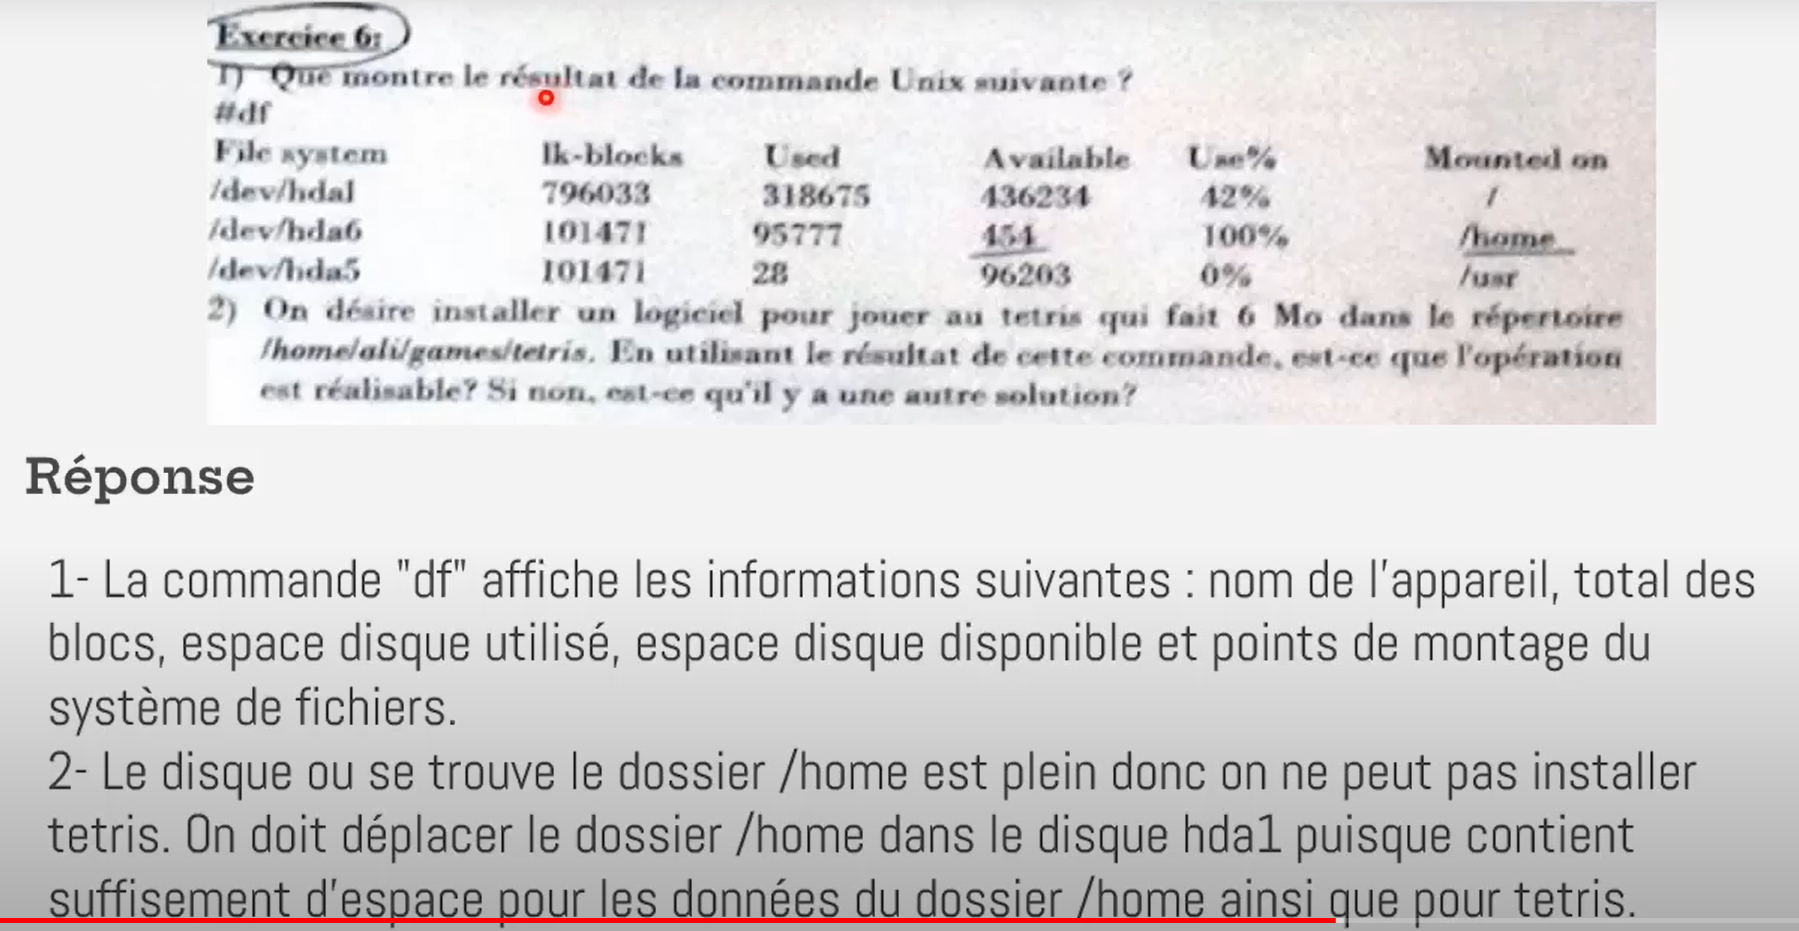 Exercice 6:
1) Que montre le résultat de la commande Unix suivante ?
#df
File system lk-blocks Used Available Use% Mounted on
/dev/hdal 796033 318675 436234 42% /
/dev/hda6 101471 95777 454 100% /home
/dev/hda5 101471 28 96203 0% /usr
2) On désire installer un logiciel pour jouer au tetris qui fait 6 Mo dans le répertoire
/home/ali/games/tetris. En utilisant le résultat de cette commande, est-ce que l'opération
est réalisable? Si non, est-ce qu'il y a une autre solution?
Réponse
1- La commande "df" affiche les informations suivantes : nom de l'appareil, total des
blocs, espace disque utilisé, espace disque disponible et points de montage du
système de fichiers.
2- Le disque ou se trouve le dossier /home est plein donc on ne peut pas installer
tetris. On doit déplacer le dossier /home dans le disque hda1 puisque contient
suffisement d'espace pour les données du dossier /home ainsi que pour tetris.